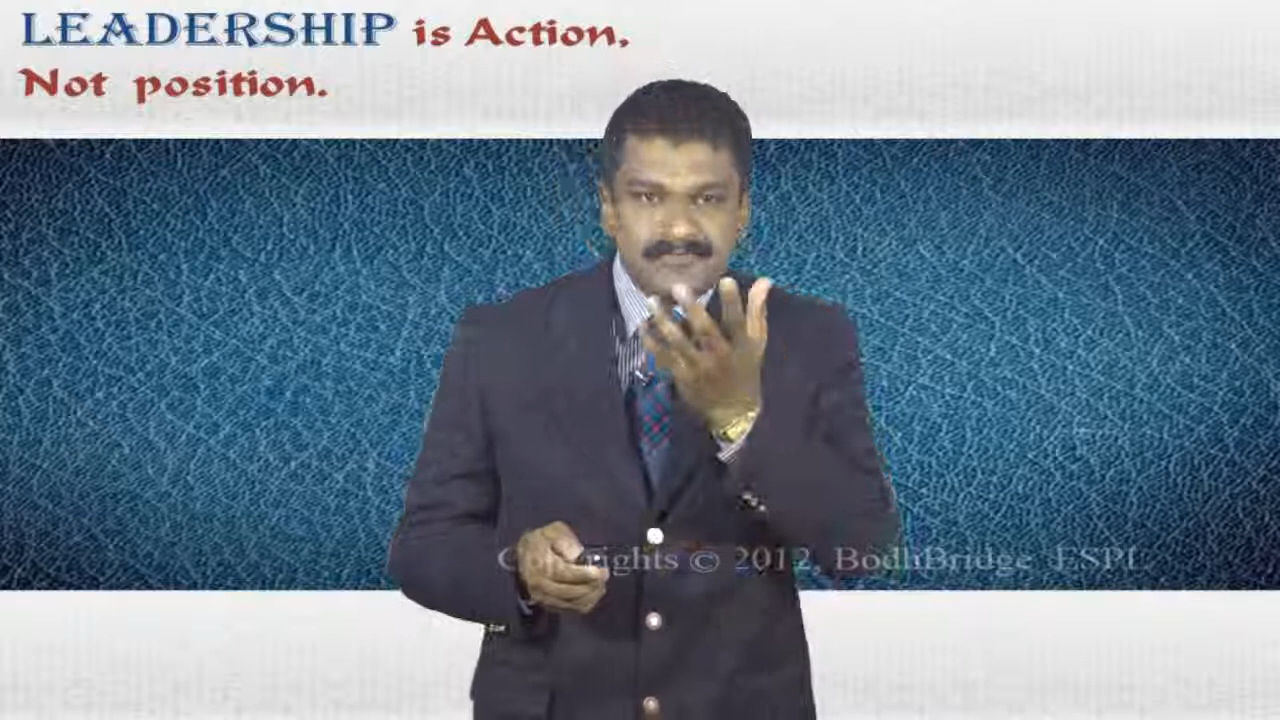 LEADERSHIP is Action,
Not position.
Copyrights © 2012, BodhBridge ESPL